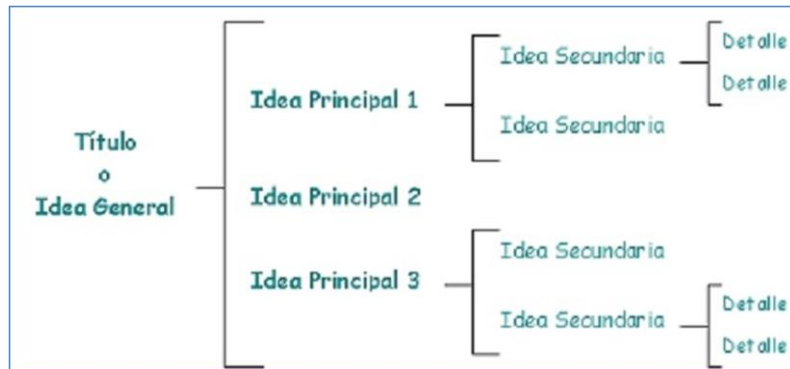 Título
o
Idea General
Idea Principal 1
Idea Secundaria
Detalle
Detalle
Idea Secundaria
Idea Principal 2
Idea Principal 3
Idea Secundaria
Idea Secundaria
Detalle
Detalle